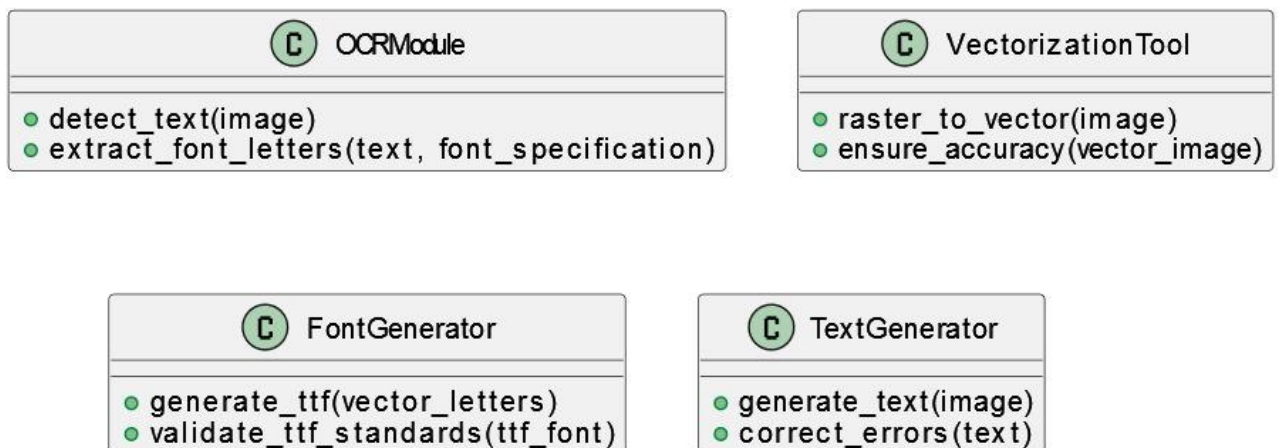 C OCRModule
detect_text(image)
extract_font_letters(text, font_specification)
C VectorizationTool
raster_to_vector(image)
ensure_accuracy(vector_image)
C FontGenerator
generate_ttf(vector_letters)
validate_ttf_standards(ttf_font)
C TextGenerator
generate_text(image)
correct_errors(text)